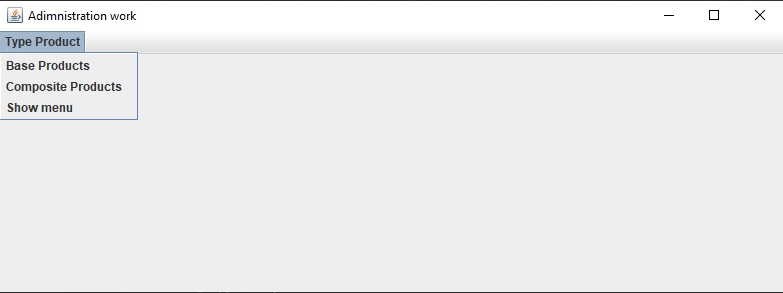 Adimnistration work
Type Product
Base Products
Composite Products
Show menu